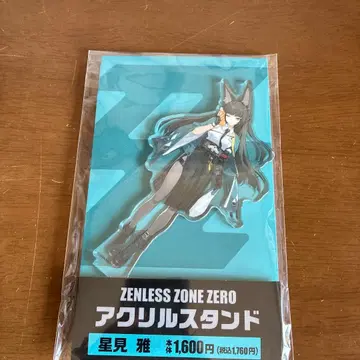 ZENLESS ZONE ZERO
アクリルスタンド
星見 雅 本体1,600円(税込1,760円)